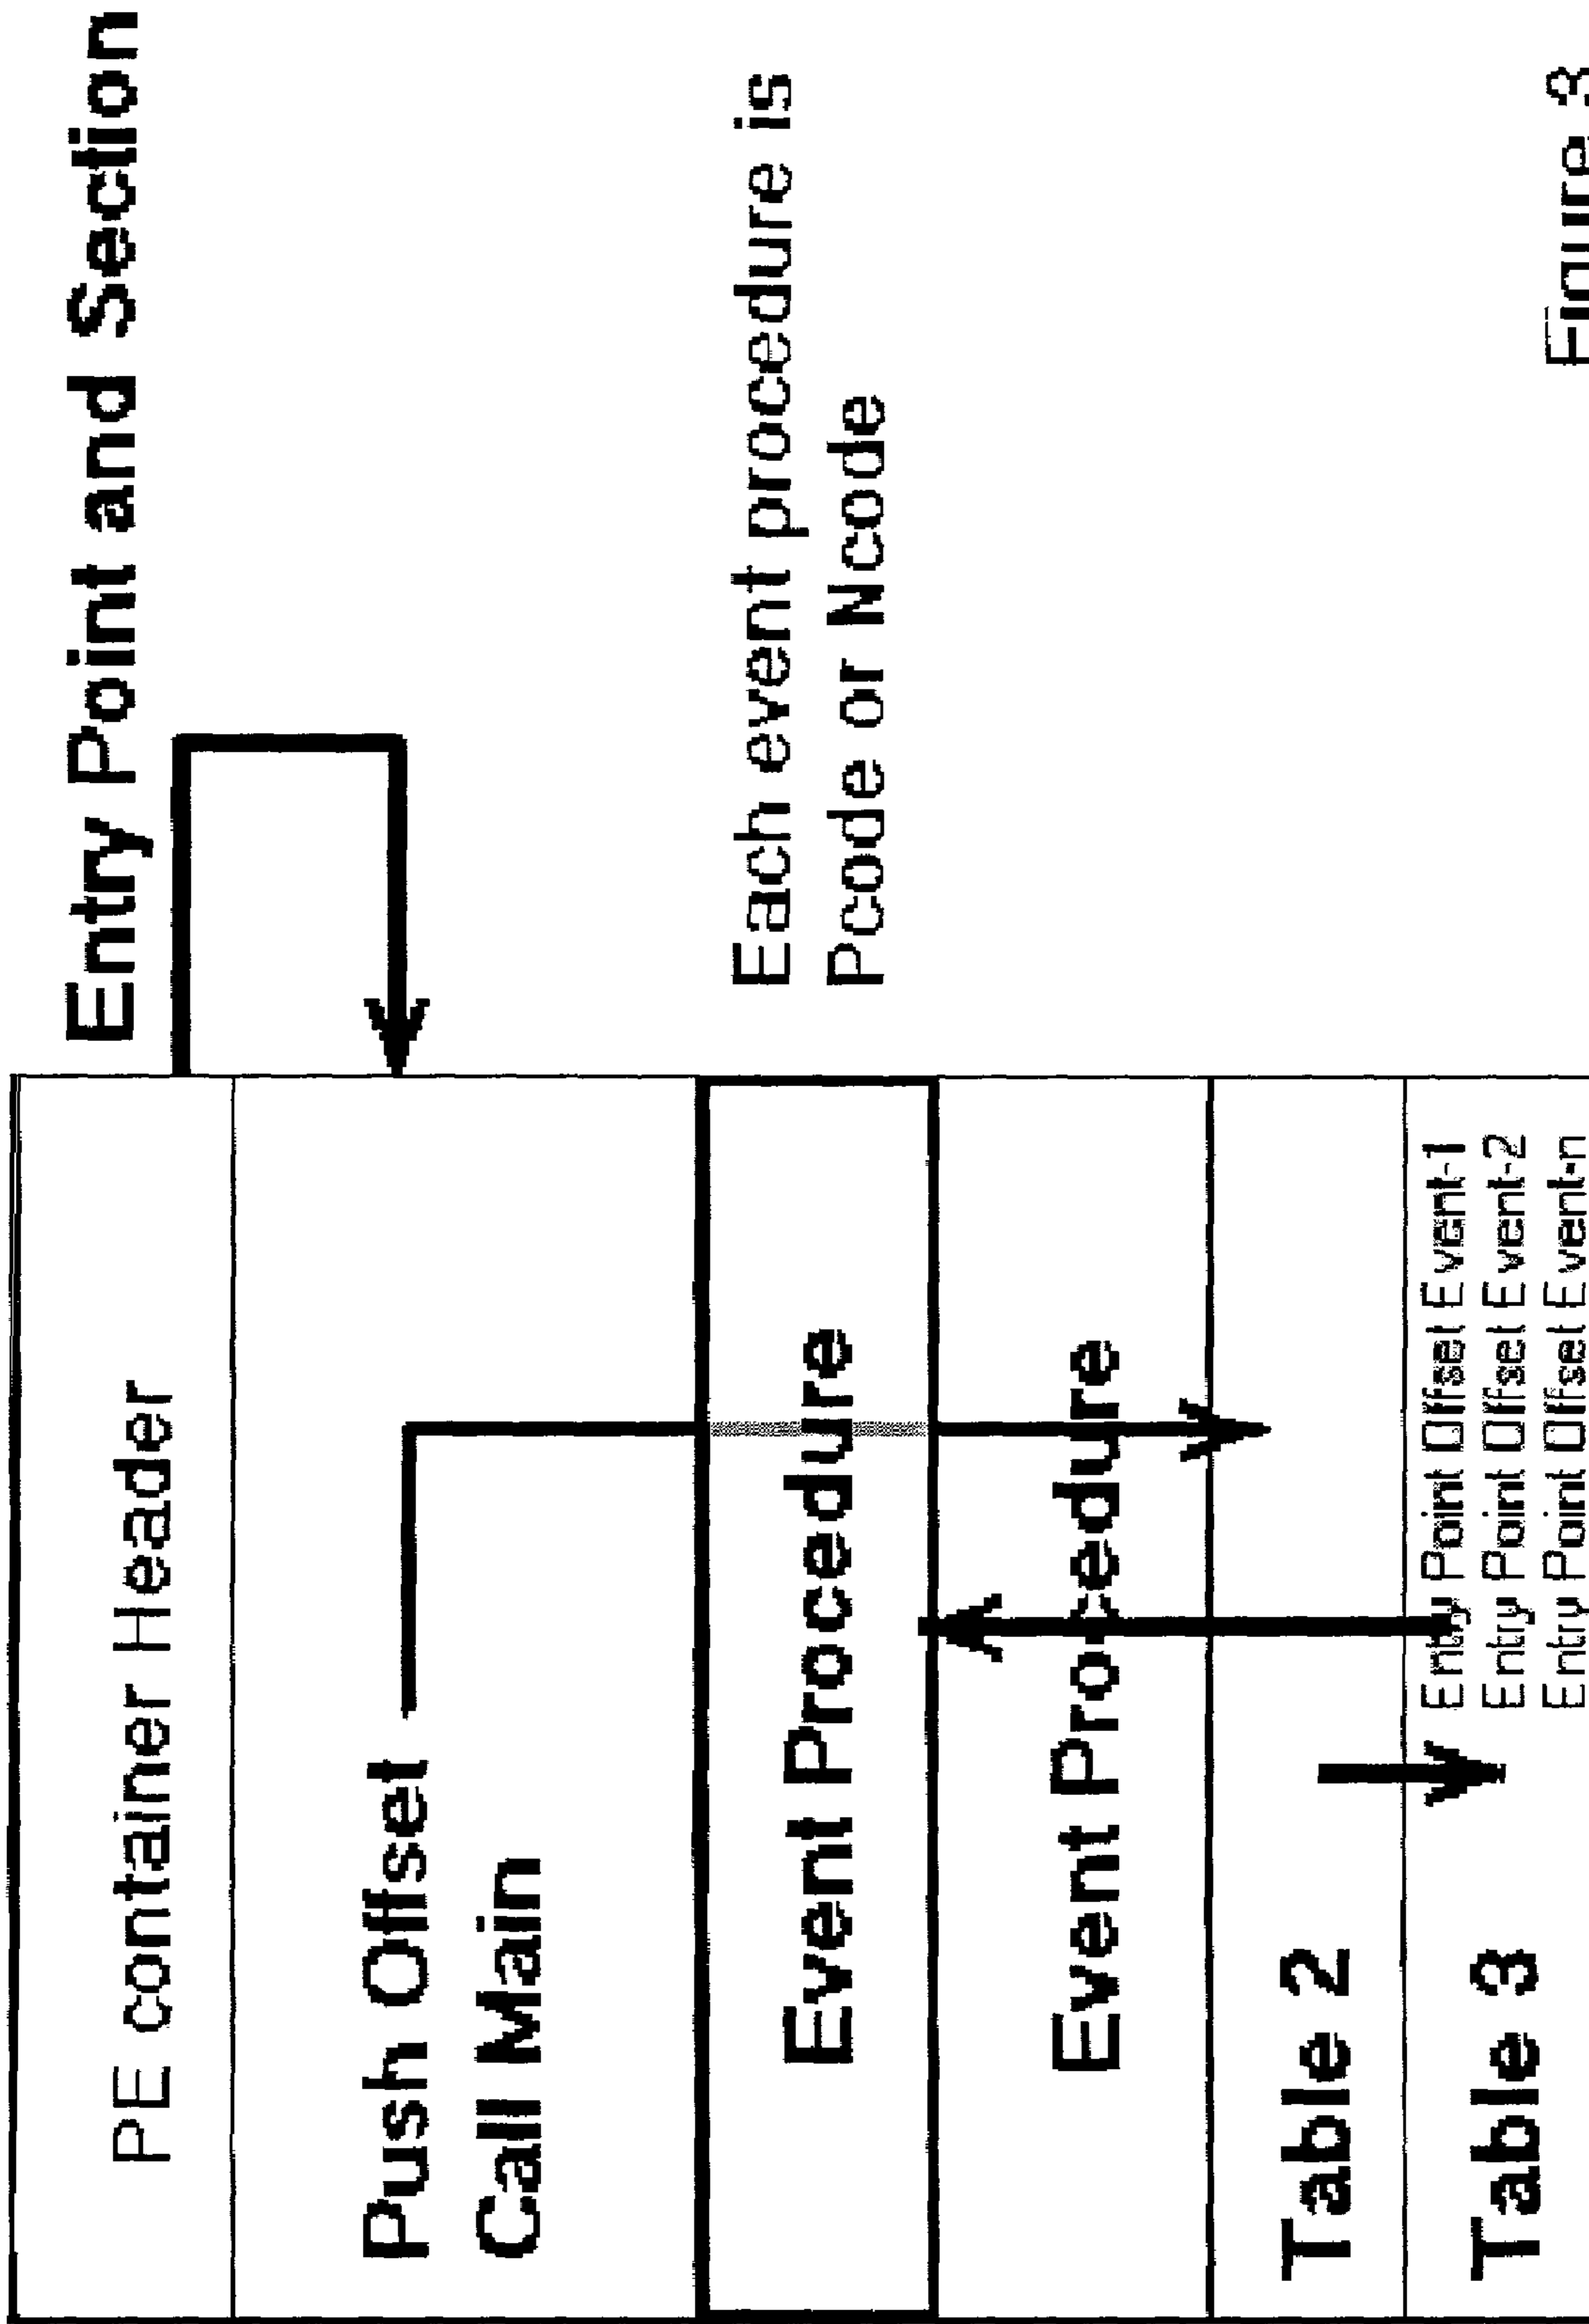 Entry Point and Section
PE container Header
Push Offset
Call Main
Event Procedure
Each event procedure is
Pcode or Ncode
Event Procedure
Table 2
Table 3
Entry Point Offset Event-1
Entry Point Offset Event-2
Entry Point Offset Event-n
Figure 3